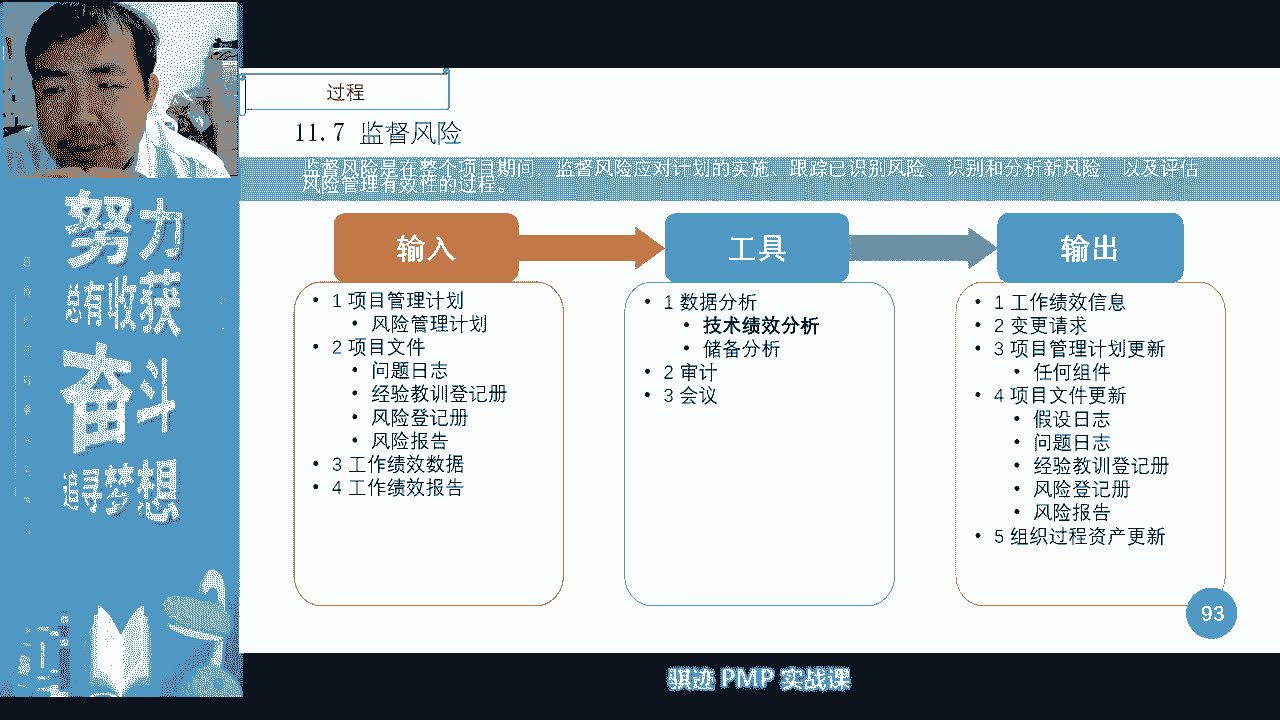 过程
11.7 监督风险
监督风险是在整个项目期间 监督风险应对计划的实施 跟踪已识别风险 识别和分析新风险 以及评估
风险管理有效性的过程。
努力
总有收获
奋斗
追寻梦想
输入
• 1 项目管理计划
• 风险管理计划
• 2 项目文件
• 问题日志
• 经验教训登记册
• 风险登记册
• 风险报告
• 3 工作绩效数据
• 4 工作绩效报告
工具
• 1 数据分析
• 技术绩效分析
• 储备分析
• 2 审计
• 3 会议
输出
• 1 工作绩效信息
• 2 变更请求
• 3 项目管理计划更新
• 任何组件
• 4 项目文件更新
• 假设日志
• 问题日志
• 经验教训登记册
• 风险登记册
• 风险报告
• 5 组织过程资产更新
93
骐迹 PMP 实战课